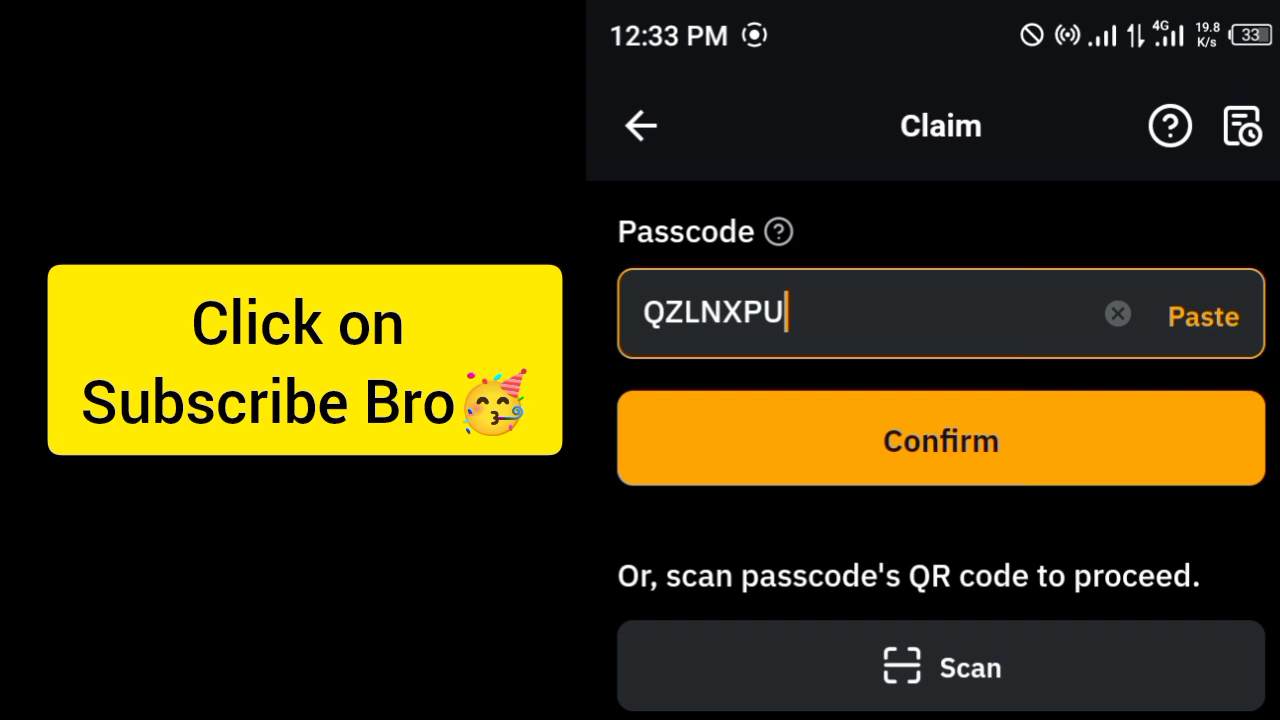 12:33 PM
4G
19.8
K/s
33
Claim
Passcode
QZLNXPU
Paste
Confirm
Or, scan passcode's QR code to proceed.
Scan
Click on
Subscribe Bro🥳